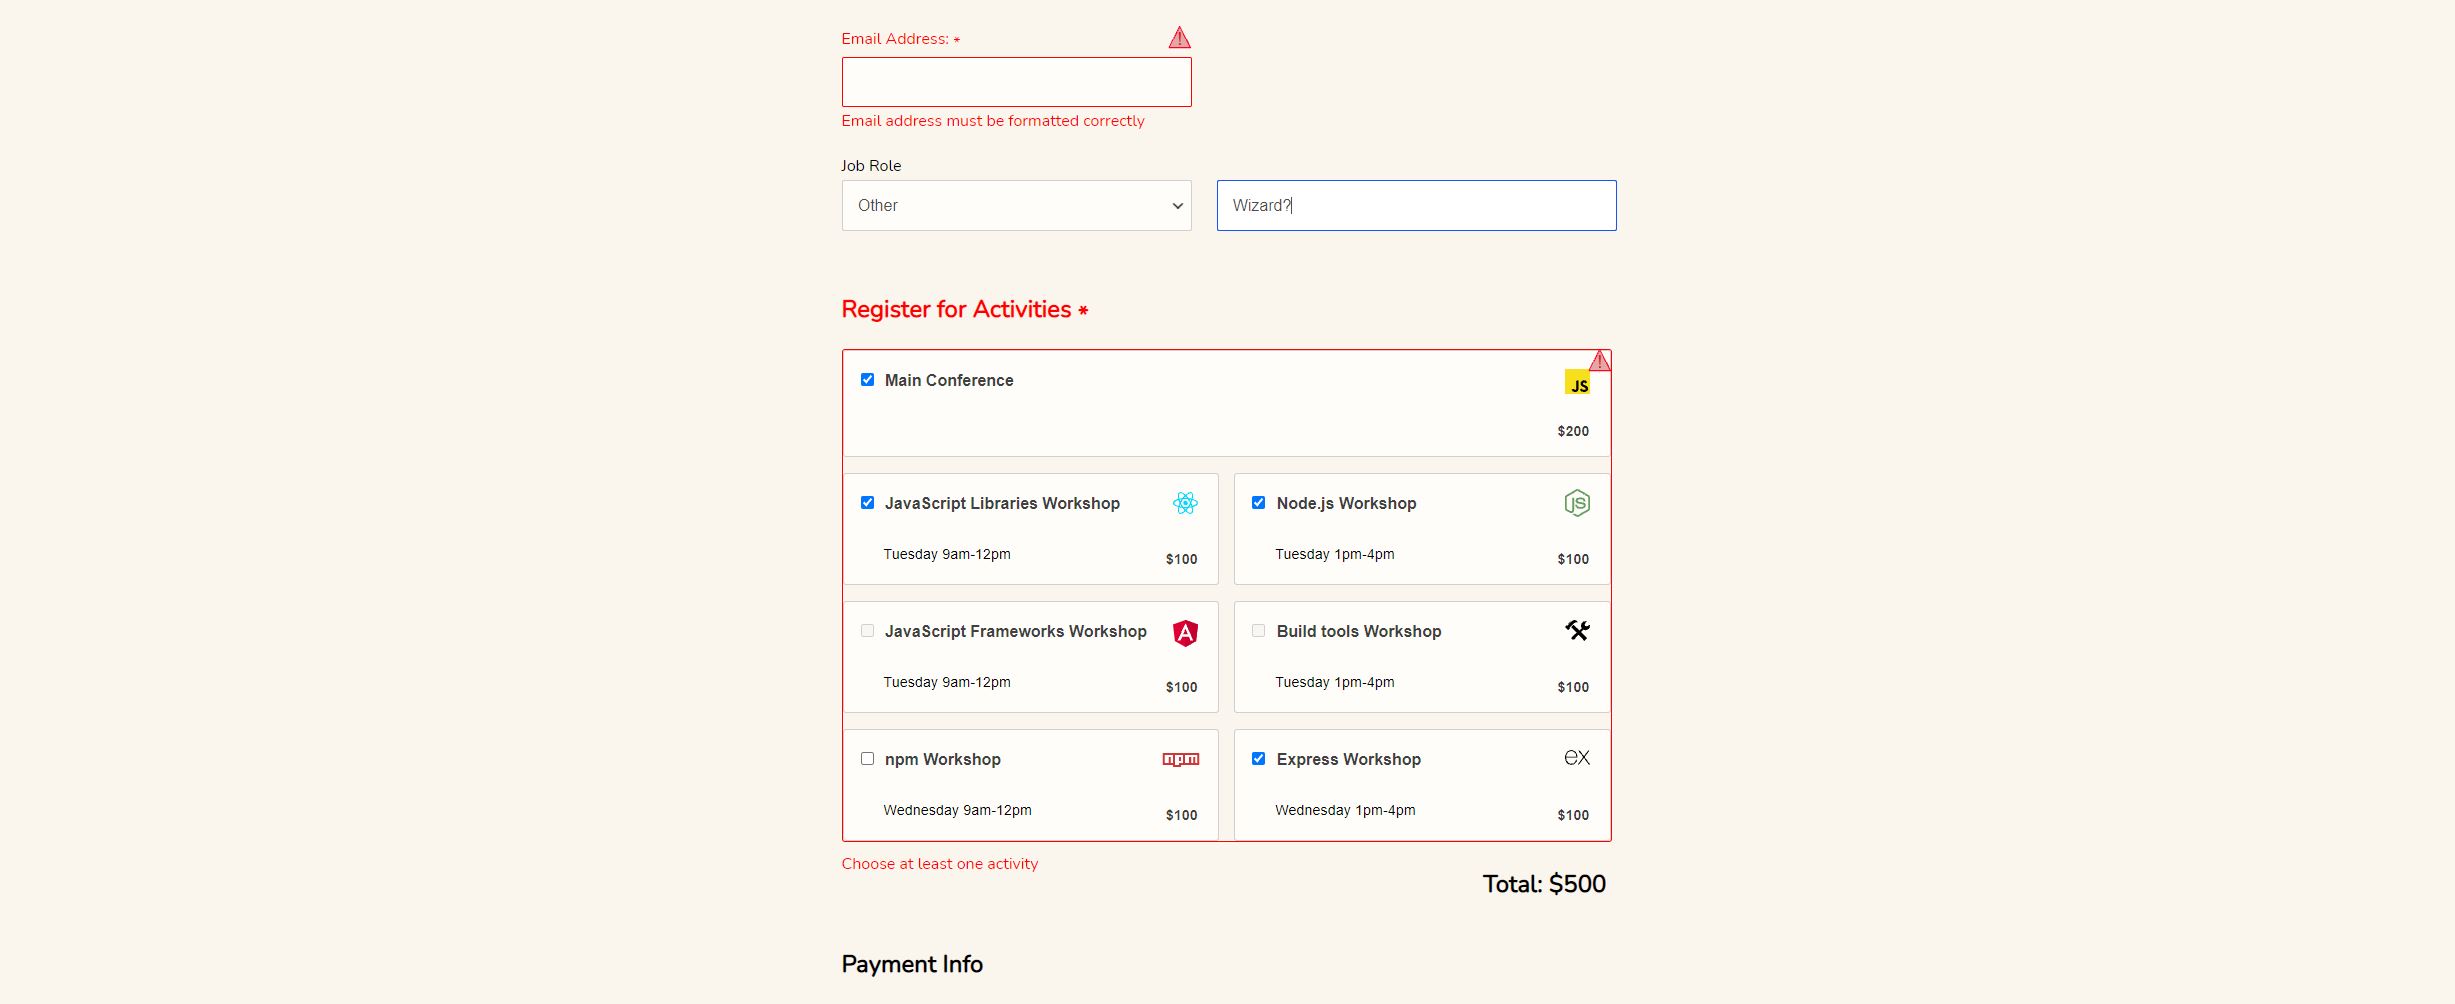 Email Address: *
Email address must be formatted correctly
Job Role
Other
Wizard?
Register for Activities *
Main Conference
JS
$200
JavaScript Libraries Workshop
Tuesday 9am-12pm
$100
Node.js Workshop
JS
Tuesday 1pm-4pm
$100
JavaScript Frameworks Workshop
A
Tuesday 9am-12pm
$100
Build tools Workshop
Tuesday 1pm-4pm
$100
npm Workshop
npm
Wednesday 9am-12pm
$100
Express Workshop
ex
Wednesday 1pm-4pm
$100
Choose at least one activity
Total: $500
Payment Info